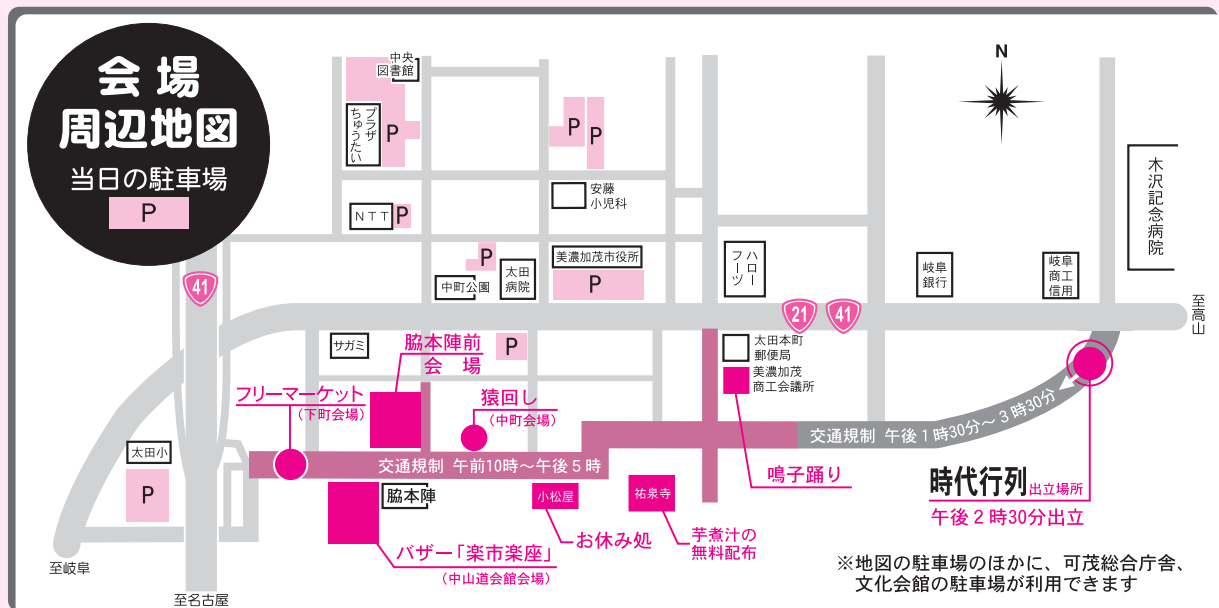 会場
周辺地図
当日の駐車場
P
41
中央
図書館
プラザ
ちゅうたい
P
P
P
安藤
小児科
NTT
P
美濃加茂市役所
P
P
太田
病院
中町公園
ハロー
フーヅ
岐阜
銀行
岐阜
商工
信用
木沢記念病院
N
至高山
21
41
サガミ
脇本陣前
会場
P
太田本町
郵便局
美濃加茂
商工会議所
フリーマーケット
(下町会場)
猿回し
(中町会場)
交通規制 午後1時30分〜3時30分
太田小
P
交通規制 午前10時〜午後5時
鳴子踊り
時代行列出立場所
午後2時30分出立
脇本陣
小松屋
祐泉寺
お休み処
芋煮汁の
無料配布
バザー「楽市楽座」
(中山道会館会場)
至岐阜
至名古屋
※地図の駐車場のほかに、可茂総合庁舎、
文化会館の駐車場が利用できます